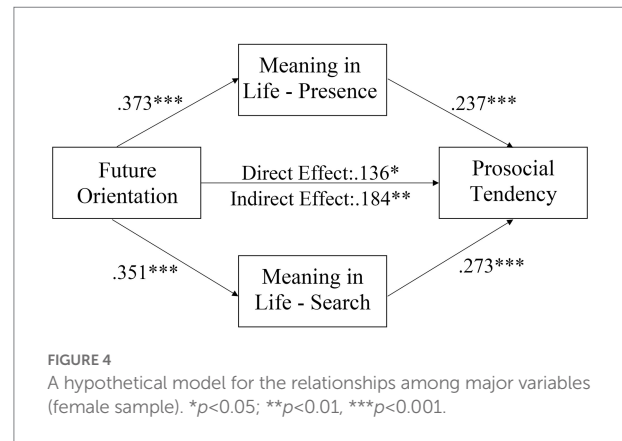 Meaning in
Life - Presence
.373***
.237***
Future
Orientation
Direct Effect:.136*
Indirect Effect:.184**
Prosocial
Tendency
.351***
.273***
Meaning in
Life - Search
FIGURE 4
A hypothetical model for the relationships among major variables
(female sample). *p<0.05; **p<0.01, ***p<0.001.